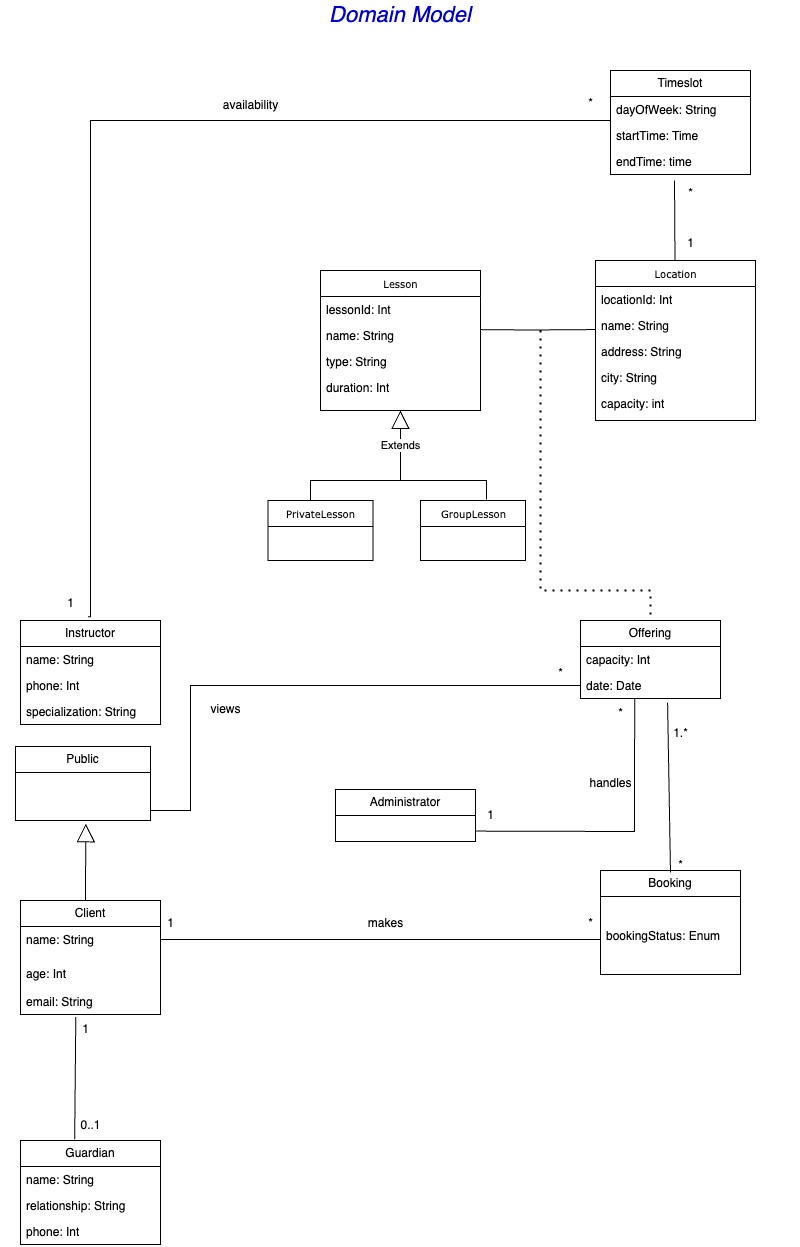 Domain Model
Timeslot
dayOfWeek: String
startTime: Time
endTime: time
availability
*
*
1
Location
locationId: Int
name: String
address: String
city: String
capacity: int
Lesson
lessonId: Int
name: String
type: String
duration: Int
Extends
PrivateLesson
GroupLesson
1
Instructor
name: String
phone: Int
specialization: String
Offering
capacity: Int
date: Date
*
views
*
1.*
Public
handles
Administrator
1
*
Booking
bookingStatus: Enum
Client
name: String
age: Int
email: String
1
makes
*
1
0..1
Guardian
name: String
relationship: String
phone: Int